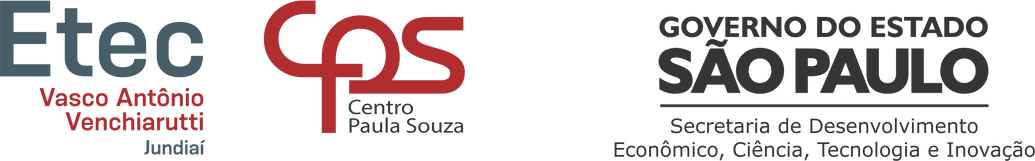 Etec
Vasco Antônio
Venchiarutti
Jundiaí
cps
Centro
Paula Souza
GOVERNO DO ESTADO
SÃO PAULO
Secretaria de Desenvolvimento
Econômico, Ciência, Tecnologia e Inovação